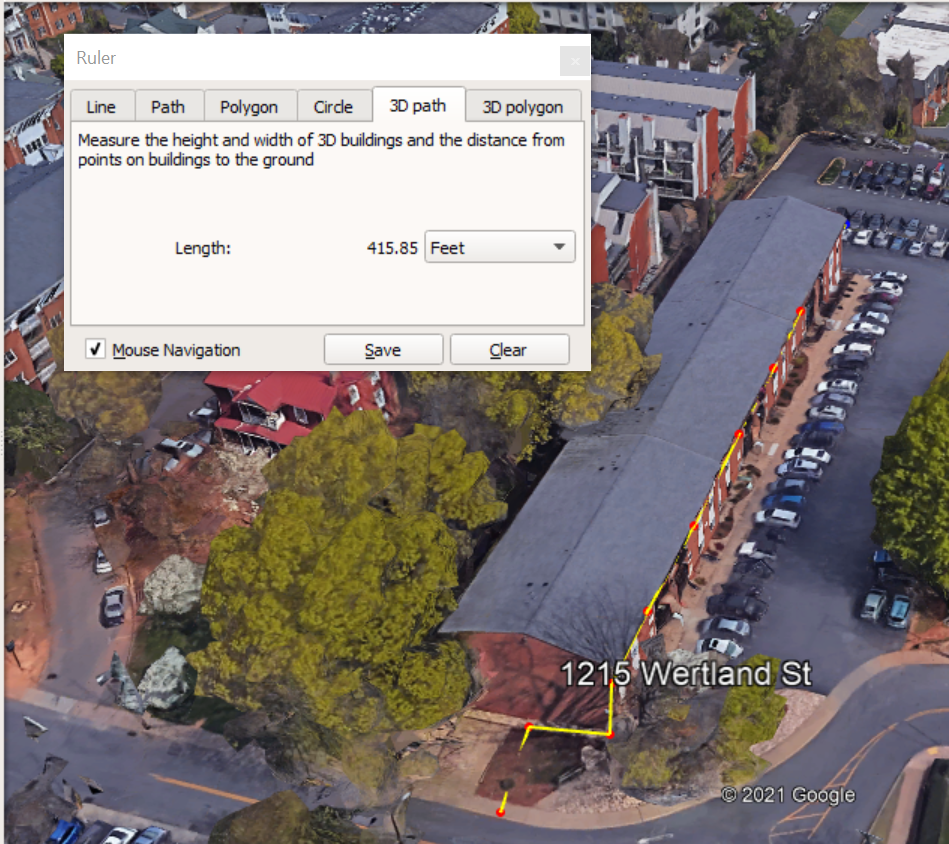 Ruler
Line Path Polygon Circle 3D path 3D polygon
Measure the height and width of 3D buildings and the distance from
points on buildings to the ground
Length: 415.85 Feet
Mouse Navigation Save Clear
1215 Wertland St
© 2021 Google